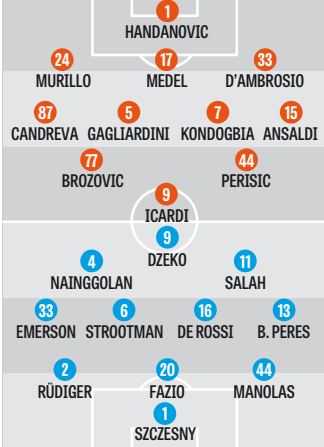 1
HANDANOVIC
24 17 33
MURILLO MEDEL D'AMBROSIO
87 5 7 15
CANDREVA GAGLIARDINI KONDOGBIA ANSALDI
77 44
BROZOVIC PERISIC
9
ICARDI
9
DZEKO
4 11
NAINGGOLAN SALAH
33 6 16 13
EMERSON STROOTMAN DE ROSSI B. PERES
2 20 44
RÜDIGER FAZIO MANOLAS
1
SZCZESNY